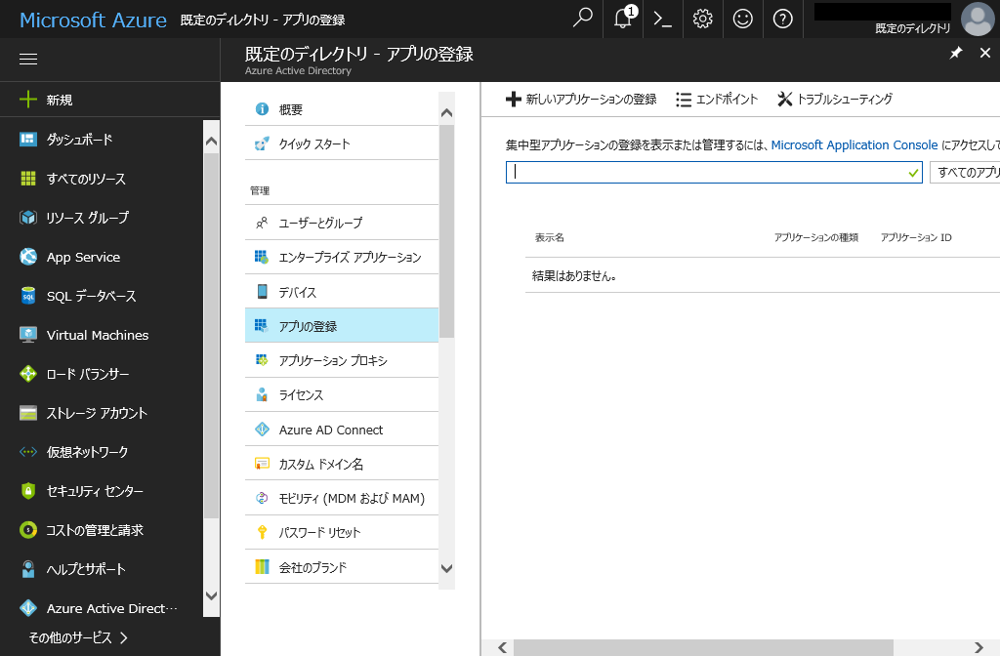 Microsoft Azure 既定のディレクトリ - アプリの登録
1
既定のディレクトリ
新規
ダッシュボード
すべてのリソース
リソース グループ
App Service
SQL データベース
Virtual Machines
ロード バランサー
ストレージ アカウント
仮想ネットワーク
セキュリティ センター
コストの管理と請求
ヘルプとサポート
Azure Active Direct…
その他のサービス
既定のディレクトリ - アプリの登録
Azure Active Directory
概要
クイック スタート
管理
ユーザーとグループ
エンタープライズ アプリケーション
デバイス
アプリの登録
アプリケーション プロキシ
ライセンス
Azure AD Connect
カスタム ドメイン名
モビリティ (MDM および MAM)
パスワード リセット
会社のブランド
新しいアプリケーションの登録 エンドポイント トラブルシューティング
集中型アプリケーションの登録を表示または管理するには、Microsoft Application Console にアクセスして
すべてのアプリ
表示名 アプリケーションの種類 アプリケーション ID
結果はありません。